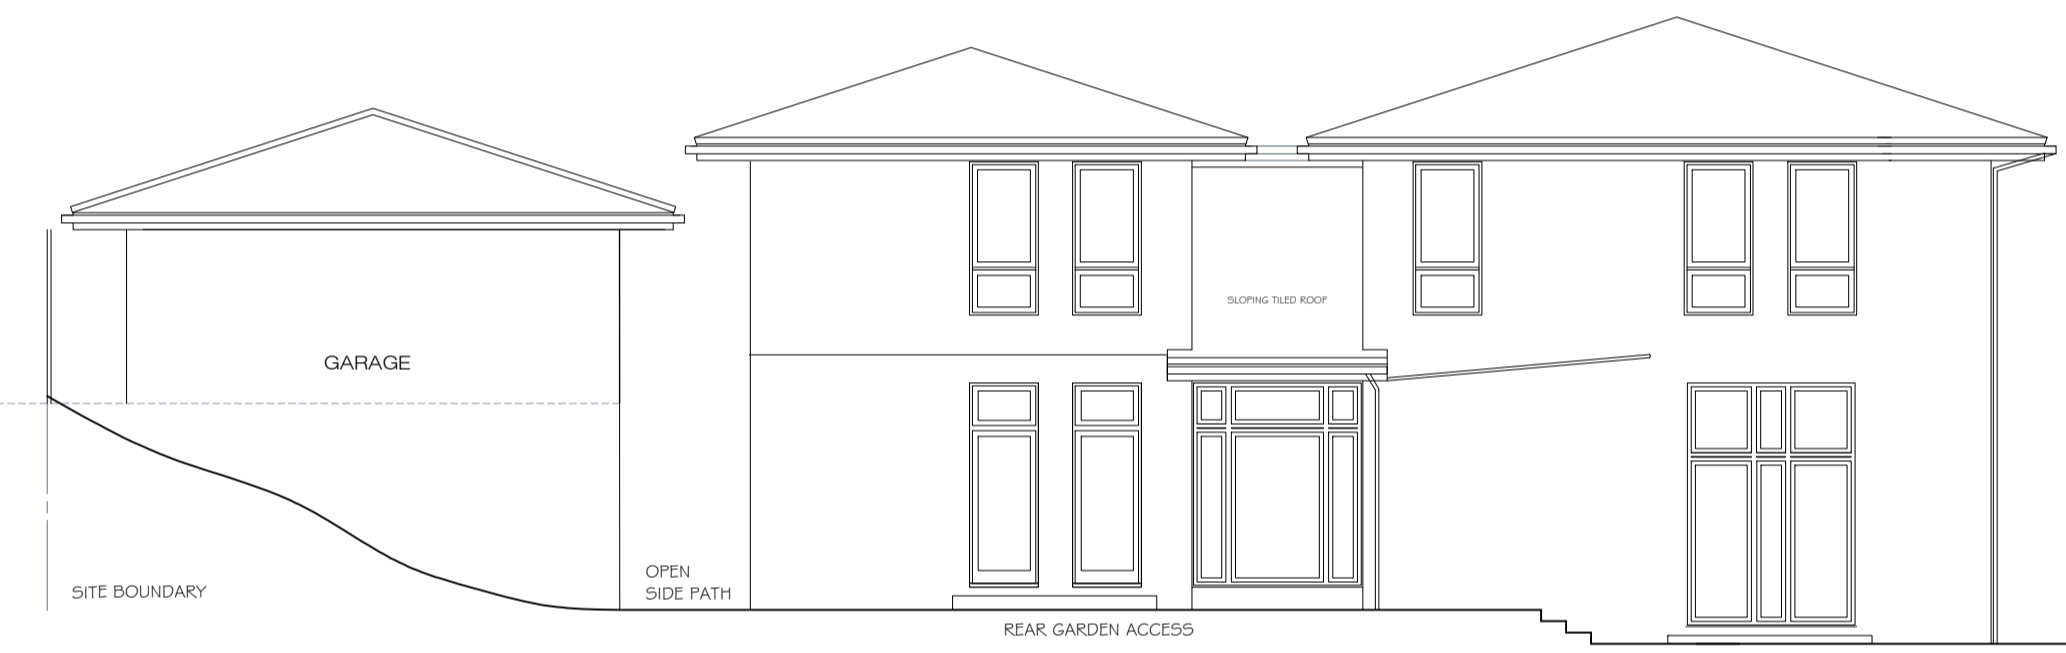 SLOPING TILED ROOF
GARAGE
OPEN
SIDE PATH
SITE BOUNDARY
REAR GARDEN ACCESS